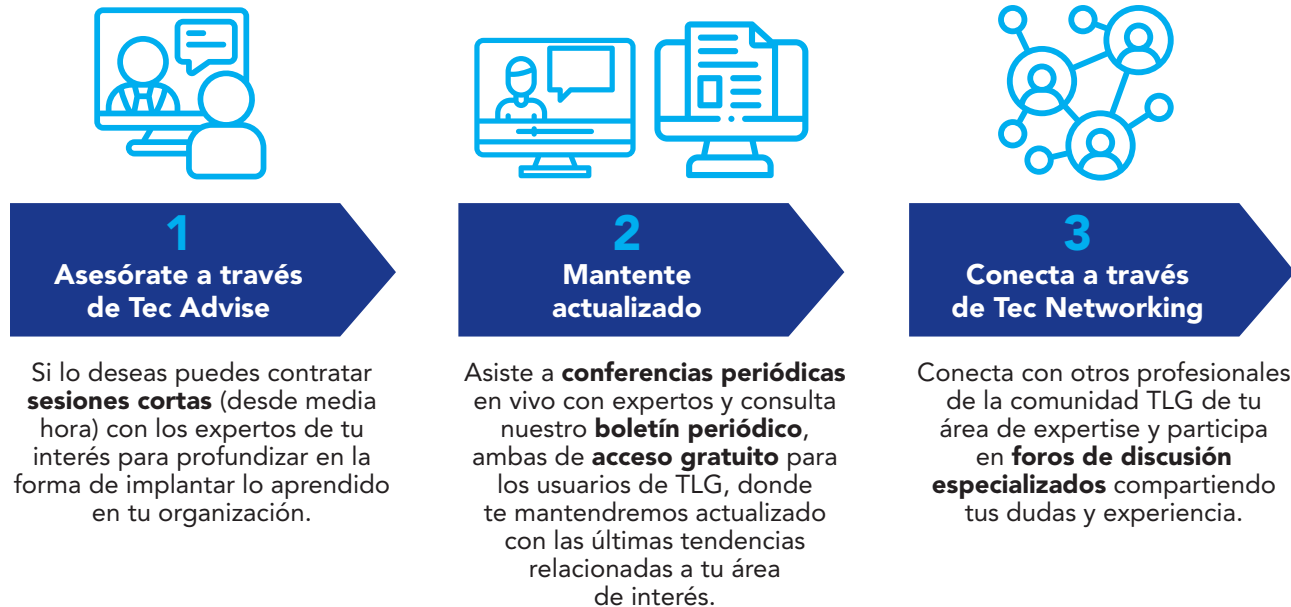 1
Asesórate a través
de Tec Advise
Si lo deseas puedes contratar
sesiones cortas (desde media
hora) con los expertos de tu
interés para profundizar en la
forma de implantar lo aprendido
en tu organización.
2
Mantente
actualizado
Asiste a conferencias periódicas
en vivo con expertos y consulta
nuestro boletín periódico,
ambas de acceso gratuito para
los usuarios de TLG, donde
te mantendremos actualizado
con las últimas tendencias
relacionadas a tu área
de interés.
3
Conecta a través
de Tec Networking
Conecta con otros profesionales
de la comunidad TLG de tu
área de expertise y participa
en foros de discusión
especializados compartiendo
tus dudas y experiencia.